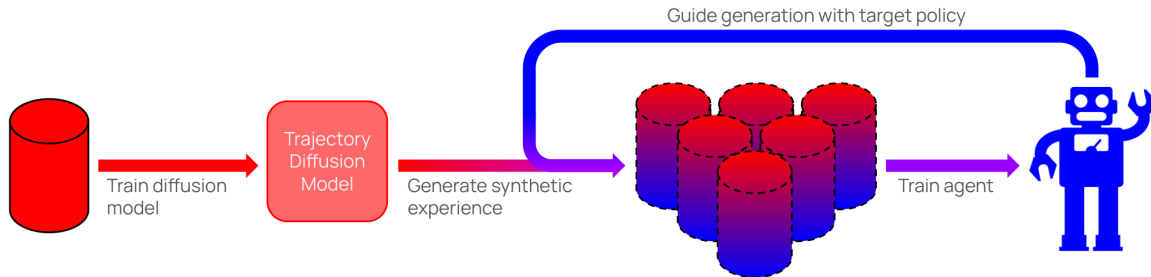 Guide generation with target policy
Trajectory
Diffusion
Model
Train diffusion
model
Generate synthetic
experience
Train agent